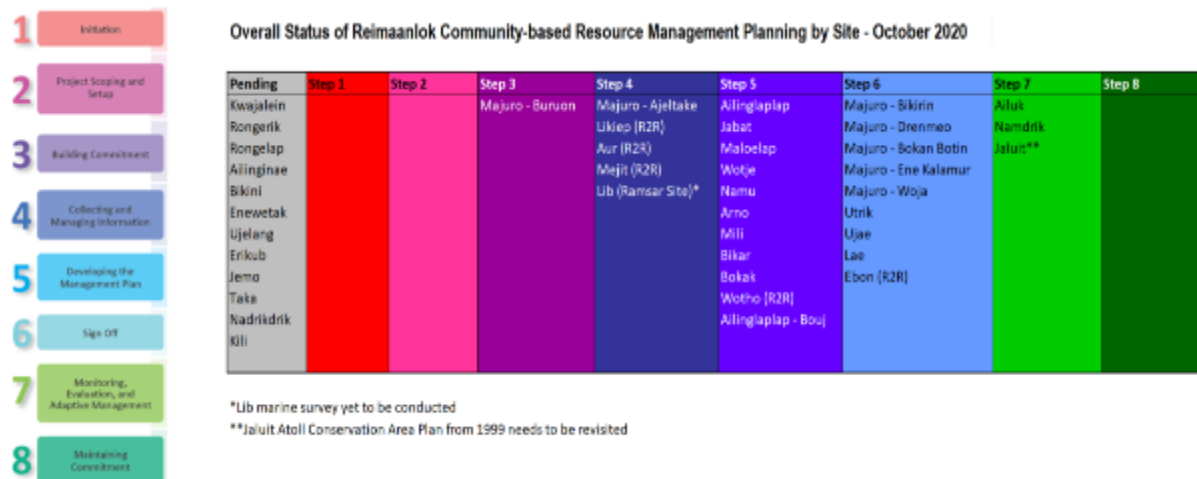 1 Initiation
2 Project Scoping and
Setup
3 Building Commitment
4 Collecting and
Managing Information
5 Developing the
Management Plan
6 Sign Off
7 Monitoring,
Evaluation, and
Adaptive Management
8 Maintaining
Commitment
Overall Status of Reimaanlok Community-based Resource Management Planning by Site - October 2020
Pending Step 1 Step 2 Step 3 Step 4 Step 5 Step 6 Step 7 Step 8
Kwajalein Majuro - Buruon Majuro - Ajeltake Ailinglaplap Majuro - Bikirin Ailuk
Rongerik Likiep (R2R) Jabat Majuro - Drenmeo Namdrik
Rongelap Aur (R2R) Maloelap Majuro - Bokan Botin Jaluit**
Ailinginae Mejit (R2R) Wotje Majuro - Ene Kalamur
Bikini Lib (Ramsar Site)* Namu Majuro - Woja
Enewetak Arno Utrik
Ujelang Mili Ujae
Erikub Bikar Lae
Jemo Bokak Ebon (R2R)
Taka Wotho (R2R)
Nadrikdrik Ailinglaplap - Bouj
Kili
*Lib marine survey yet to be conducted
**Jaluit Atoll Conservation Area Plan from 1999 needs to be revisited